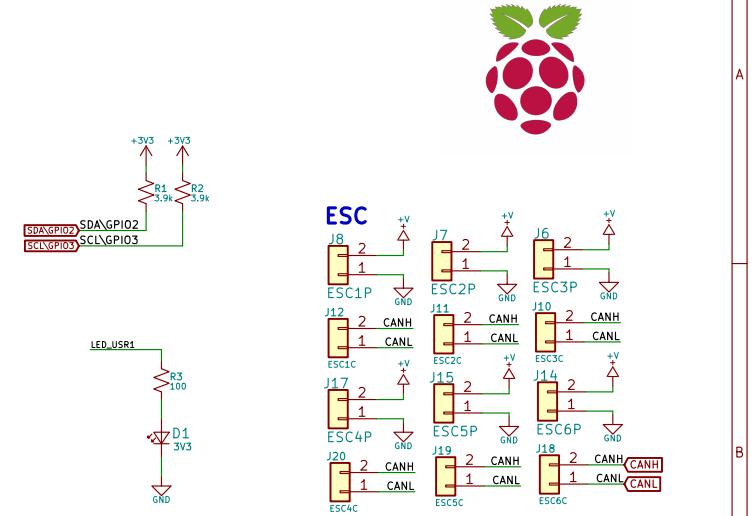 A
+3V3 +3V3
R1 R2
3.9k 3.9k
SDA\GPIO2 SDA\GPIO2
SCL\GPIO3 SCL\GPIO3
ESC
+V +V +V
J8 J7 J6
2 2 2
1 1 1
ESC1P ESC2P ESC3P
GND GND GND
J12 J11 J10
2 CANH 2 CANH 2 CANH
1 CANL 1 CANL 1 CANL
ESC1C ESC2C ESC3C
LED_USR1
+V +V +V
R3
100
J17 J15 J14
2 2 2
1 1 1
ESC4P ESC5P ESC6P
GND GND GND
D1
3V3
B
J20 J19 J18
2 CANH 2 CANH 2 CANH CANH
1 CANL 1 CANL 1 CANL CANL
GND
ESC4C ESC5C ESC6C